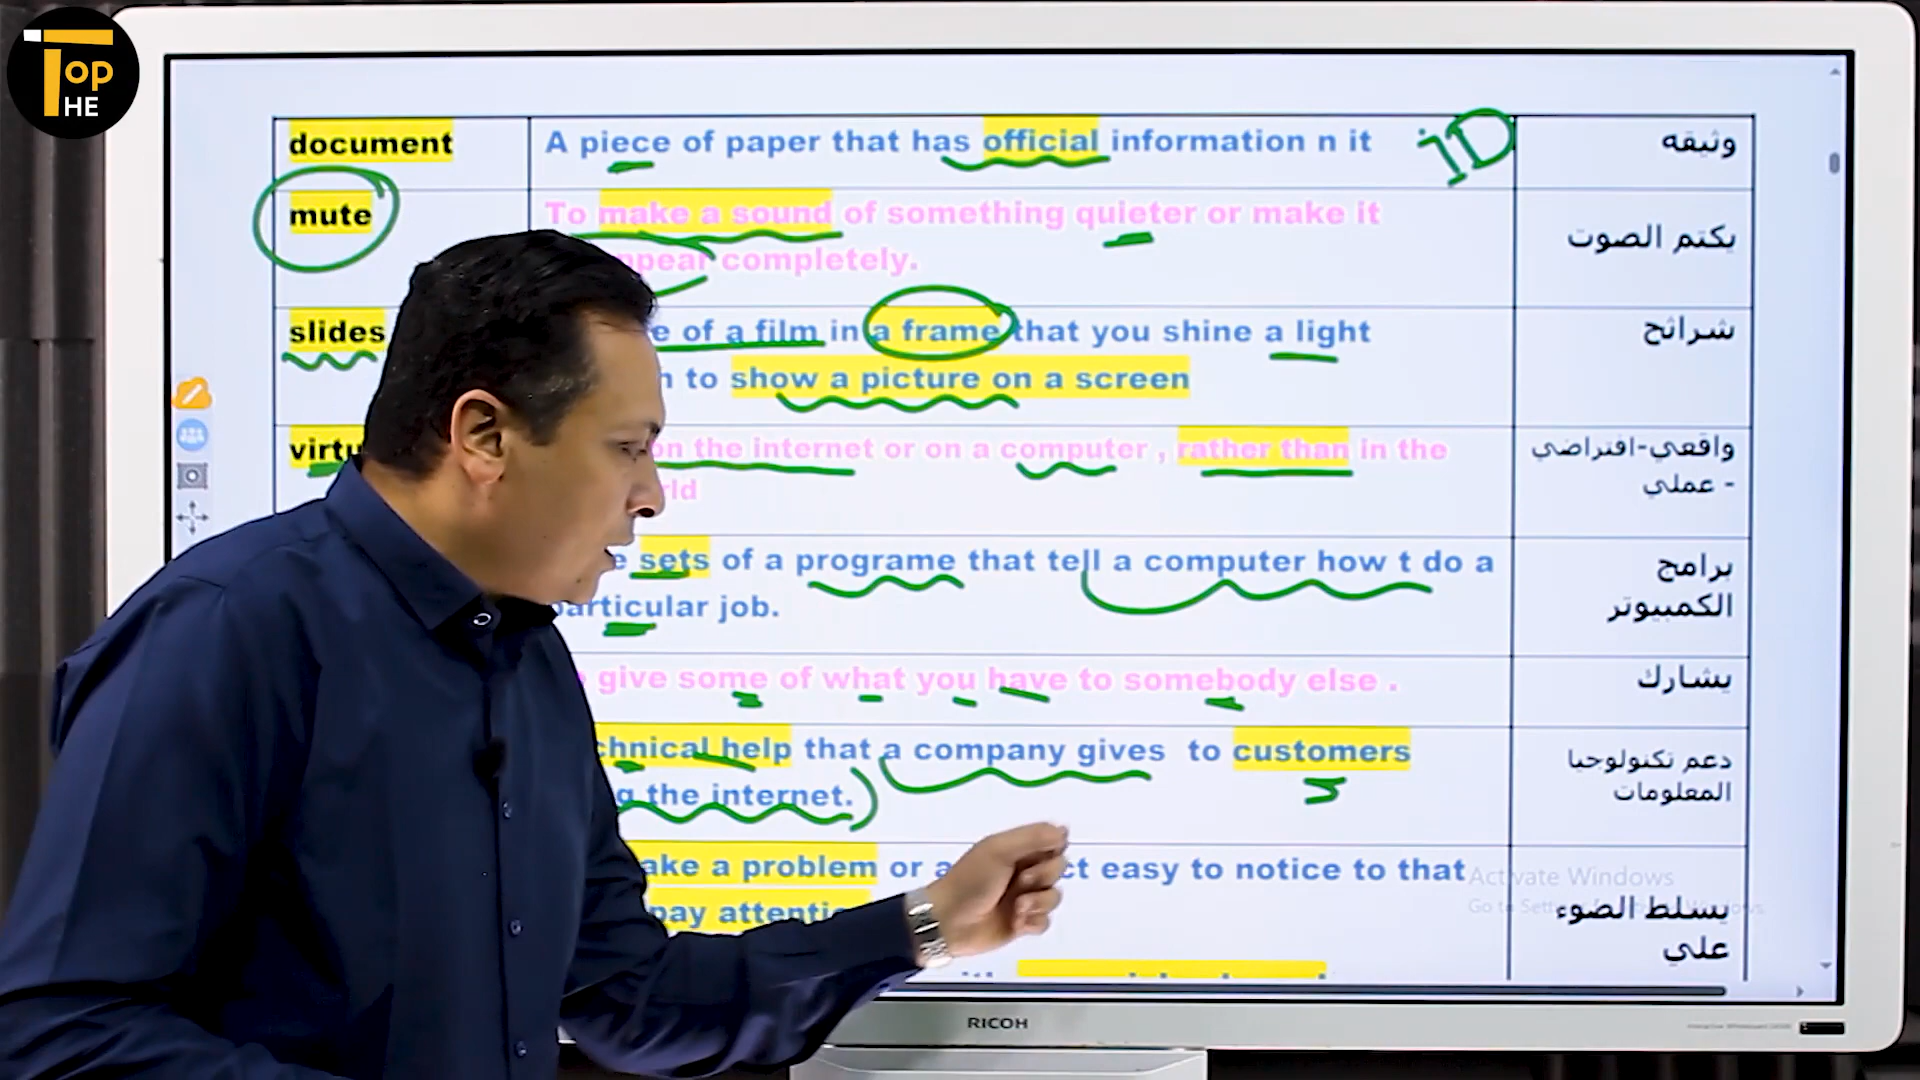 TOP
THE
document A piece of paper that has official information n it ID وثيقه
mute To make a sound of something quieter or make it يكتم الصوت
completely.
slides of a film in a frame that you shine a light شرائح
to show a picture on a screen
on the internet or on a computer , rather than in the واقعي-افتراضي
- عملي
sets of a programe that tell a computer how t do a برامج
particular job. الكمبيوتر
give some of what you have to somebody else . يشارك
help that a company gives to customers دعم تكنولوجيا
the internet.) المعلومات
a problem or easy to notice to that
Activate Windows
pay يسلط الضوء
علي
RICOH